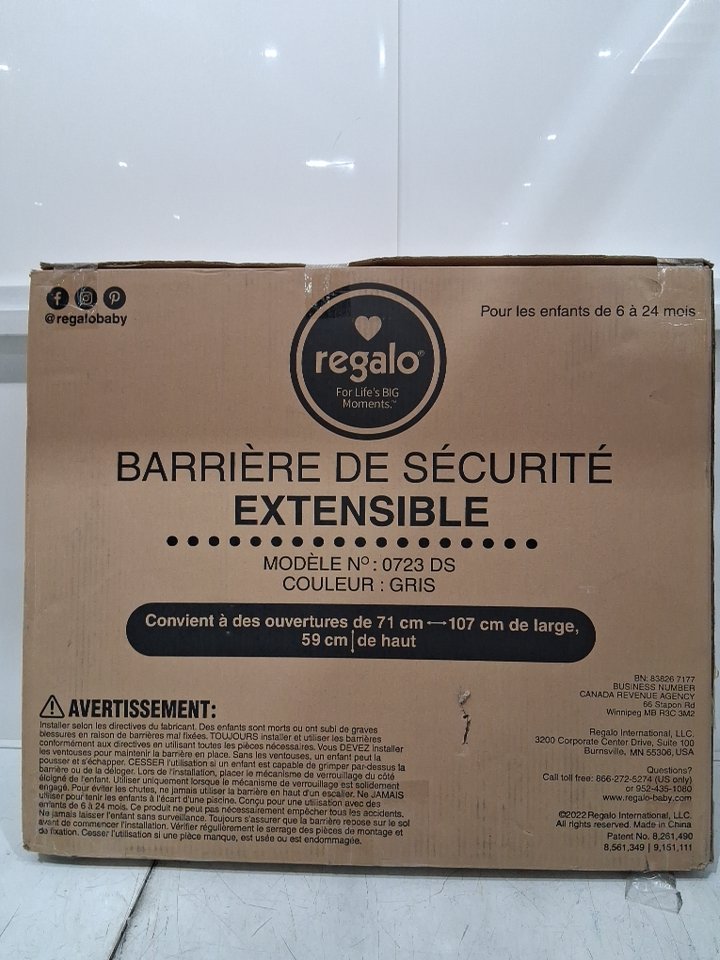 @regalobaby
Pour les enfants de 6 à 24 mois
regalo®
For Life's BIG
Moments.™
BARRIÈRE DE SÉCURITÉ
EXTENSIBLE
MODÈLE Nº : 0723 DS
COULEUR : GRIS
Convient à des ouvertures de 71 cm ↔ 107 cm de large,
59 cm de haut
AVERTISSEMENT:
Installer selon les directives du fabricant. Des enfants sont morts ou ont subi de graves
blessures en raison de barrières mal fixées. TOUJOURS installer et utiliser les barrières
conformément aux directives en utilisant toutes les pièces nécessaires. Vous DEVEZ installer
les ventouses pour maintenir la barrière en place. Sans les ventouses, un enfant peut la
pousser et s'échapper. CESSER l'utilisation si un enfant est capable de grimper par-dessus la
barrière ou de la déloger. Lors de l'installation, placer le mécanisme de verrouillage du côté
éloigné de l'enfant. Utiliser uniquement lorsque le mécanisme de verrouillage est solidement
engagé. Pour éviter les chutes, ne jamais utiliser la barrière en haut d'un escalier. Ne JAMAIS
utiliser pour tenir les enfants à l'écart d'une piscine. Conçu pour une utilisation avec des
enfants de 6 à 24 mois. Ce produit ne peut pas nécessairement empêcher tous les accidents.
Ne jamais laisser l'enfant sans surveillance. Toujours s'assurer que la barrière repose sur le sol
avant de commencer l'installation. Vérifier régulièrement le serrage des pièces de montage et
de fixation. Cesser l'utilisation si une pièce manque, est usée ou est endommagée.
BN: 83826 7177
BUSINESS NUMBER
CANADA REVENUE AGENCY
66 Stapon Rd
Winnipeg MB R3C 3M2
Regalo International, LLC.
3200 Corporate Center Drive, Suite 100
Burnsville, MN 55306, USA
Questions?
Call toll free: 866-272-5274 (US only)
or 952-435-1080
www.regalo-baby.com
©2022 Regalo International, LLC.
All rights reserved. Made in China
Patent No. 8,261,490
8,561,349 | 9,151,111